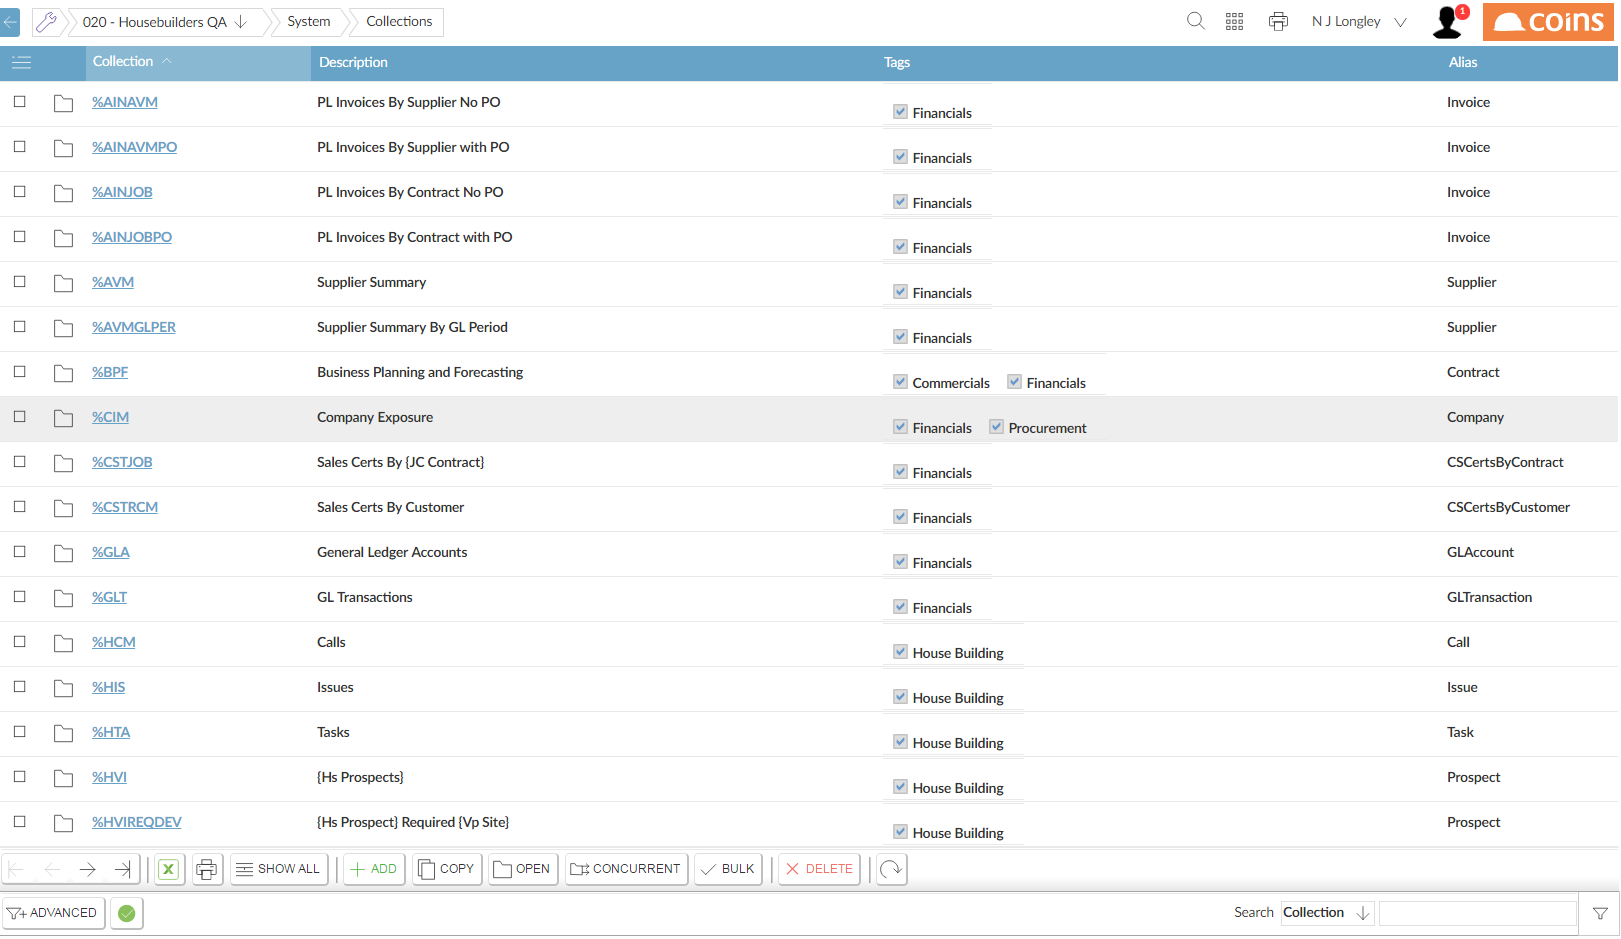 020 - Housebuilders QA System Collections N J Longley 1 coins
Collection Description Tags Alias
%AINAVM PL Invoices By Supplier No PO Financials Invoice
%AINAVMPO PL Invoices By Supplier with PO Financials Invoice
%AINJOB PL Invoices By Contract No PO Financials Invoice
%AINJOBPO PL Invoices By Contract with PO Financials Invoice
%AVM Supplier Summary Financials Supplier
%AVMGLPER Supplier Summary By GL Period Financials Supplier
%BPF Business Planning and Forecasting Commercials Financials Contract
%CIM Company Exposure Financials Procurement Company
%CSTJOB Sales Certs By {JC Contract} Financials CSCertsByContract
%CSTRCM Sales Certs By Customer Financials CSCertsByCustomer
%GLA General Ledger Accounts Financials GLAccount
%GLT GL Transactions Financials GLTransaction
%HCM Calls House Building Call
%HIS Issues House Building Issue
%HTA Tasks House Building Task
%HVI {Hs Prospects} House Building Prospect
%HVIREQDEV {Hs Prospect} Required {Vp Site} House Building Prospect
X SHOW ALL ADD COPY OPEN CONCURRENT BULK DELETE
ADVANCED Search Collection